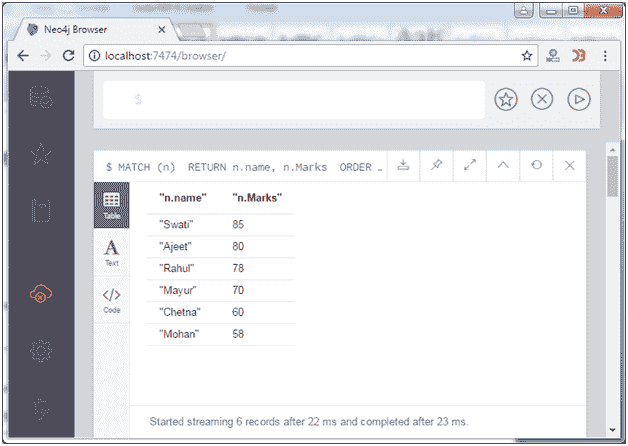 Neo4j Browser
localhost:7474/browser/
$
$ MATCH (n) RETURN n.name, n.Marks ORDER …
Table
Text
Code
"n.name" "n.Marks"
"Swati" 85
"Ajeet" 80
"Rahul" 78
"Mayur" 70
"Chetna" 60
"Mohan" 58
Started streaming 6 records after 22 ms and completed after 23 ms.